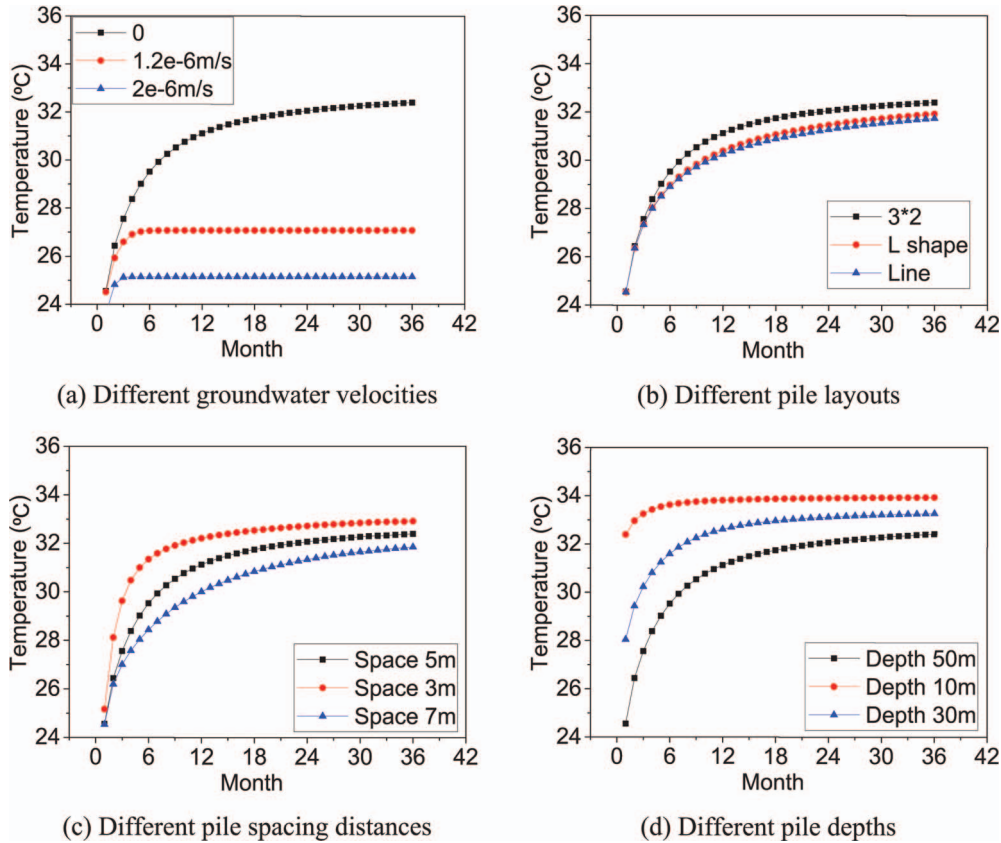 36
34
32
30
28
26
24
Temperature (ºC)
0
1.2e-6m/s
2e-6m/s
0 6 12 18 24 30 36 42
Month
(a) Different groundwater velocities
36
34
32
30
28
26
24
Temperature (ºC)
3*2
L shape
Line
0 6 12 18 24 30 36 42
Month
(b) Different pile layouts
36
34
32
30
28
26
24
Temperature (ºC)
Space 5m
Space 3m
Space 7m
0 6 12 18 24 30 36 42
Month
(c) Different pile spacing distances
36
34
32
30
28
26
24
Temperature (ºC)
Depth 50m
Depth 10m
Depth 30m
0 6 12 18 24 30 36 42
Month
(d) Different pile depths